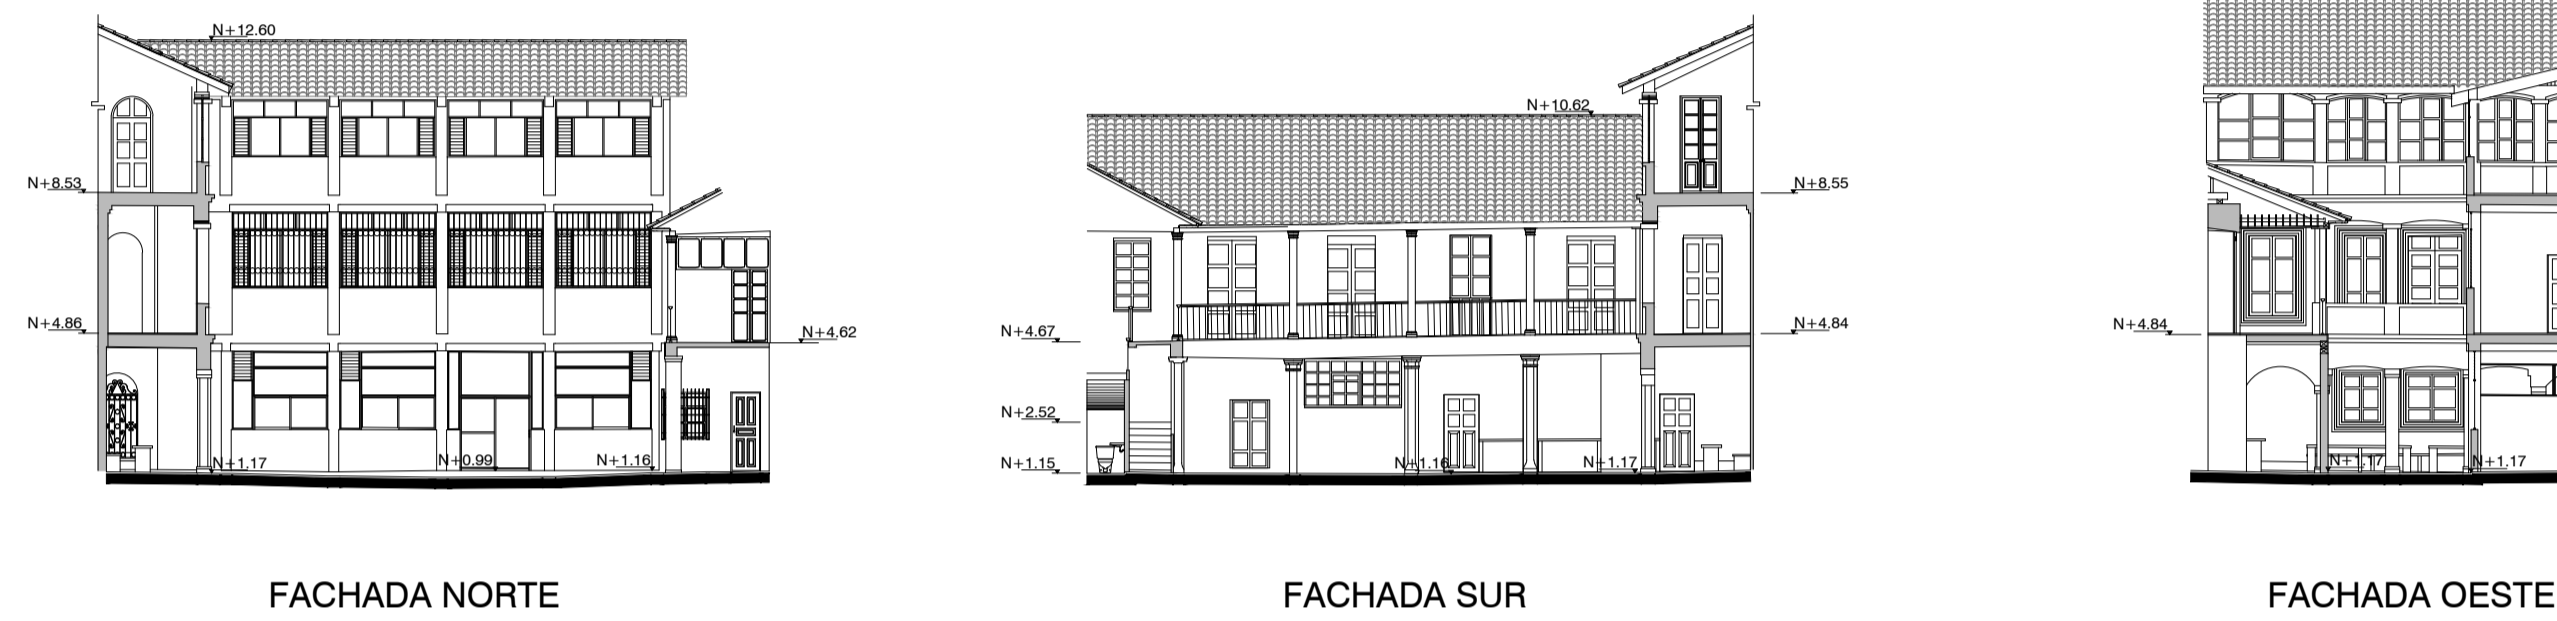 N+12.60
N+8.53
N+4.86
N+4.62
N+1.17
N+0.99
N+1.16
FACHADA NORTE
N+10.62
N+8.55
N+4.67
N+4.84
N+2.52
N+1.15
N+1.16
N+1.17
FACHADA SUR
N+4.84
N+1.17
N+1.17
FACHADA OESTE